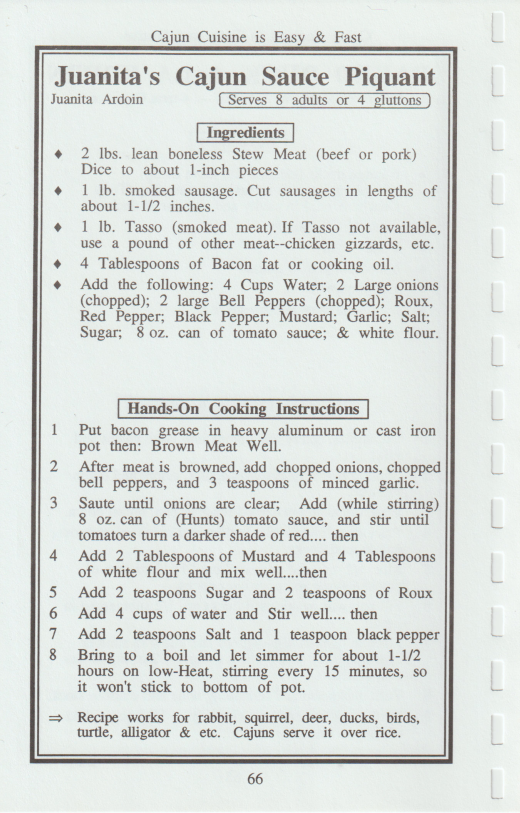 Cajun Cuisine is Easy & Fast
Juanita's Cajun Sauce Piquant
Juanita Ardoin
Serves 8 adults or 4 gluttons
Ingredients
♦ 2 lbs. lean boneless Stew Meat (beef or pork)
Dice to about 1-inch pieces
♦ 1 lb. smoked sausage. Cut sausages in lengths of
about 1-1/2 inches.
♦ 1 lb. Tasso (smoked meat). If Tasso not available,
use a pound of other meat--chicken gizzards, etc.
♦ 4 Tablespoons of Bacon fat or cooking oil.
♦ Add the following: 4 Cups Water; 2 Large onions
(chopped); 2 large Bell Peppers (chopped); Roux,
Red Pepper; Black Pepper; Mustard; Garlic; Salt;
Sugar; 8 oz. can of tomato sauce; & white flour.
Hands-On Cooking Instructions
1 Put bacon grease in heavy aluminum or cast iron
pot then: Brown Meat Well.
2 After meat is browned, add chopped onions, chopped
bell peppers, and 3 teaspoons of minced garlic.
3 Saute until onions are clear; Add (while stirring)
8 oz. can of (Hunts) tomato sauce, and stir until
tomatoes turn a darker shade of red.... then
4 Add 2 Tablespoons of Mustard and 4 Tablespoons
of white flour and mix well....then
5 Add 2 teaspoons Sugar and 2 teaspoons of Roux
6 Add 4 cups of water and Stir well.... then
7 Add 2 teaspoons Salt and 1 teaspoon black pepper
8 Bring to a boil and let simmer for about 1-1/2
hours on low-Heat, stirring every 15 minutes, so
it won't stick to bottom of pot.
⇒ Recipe works for rabbit, squirrel, deer, ducks, birds,
turtle, alligator & etc. Cajuns serve it over rice.
66